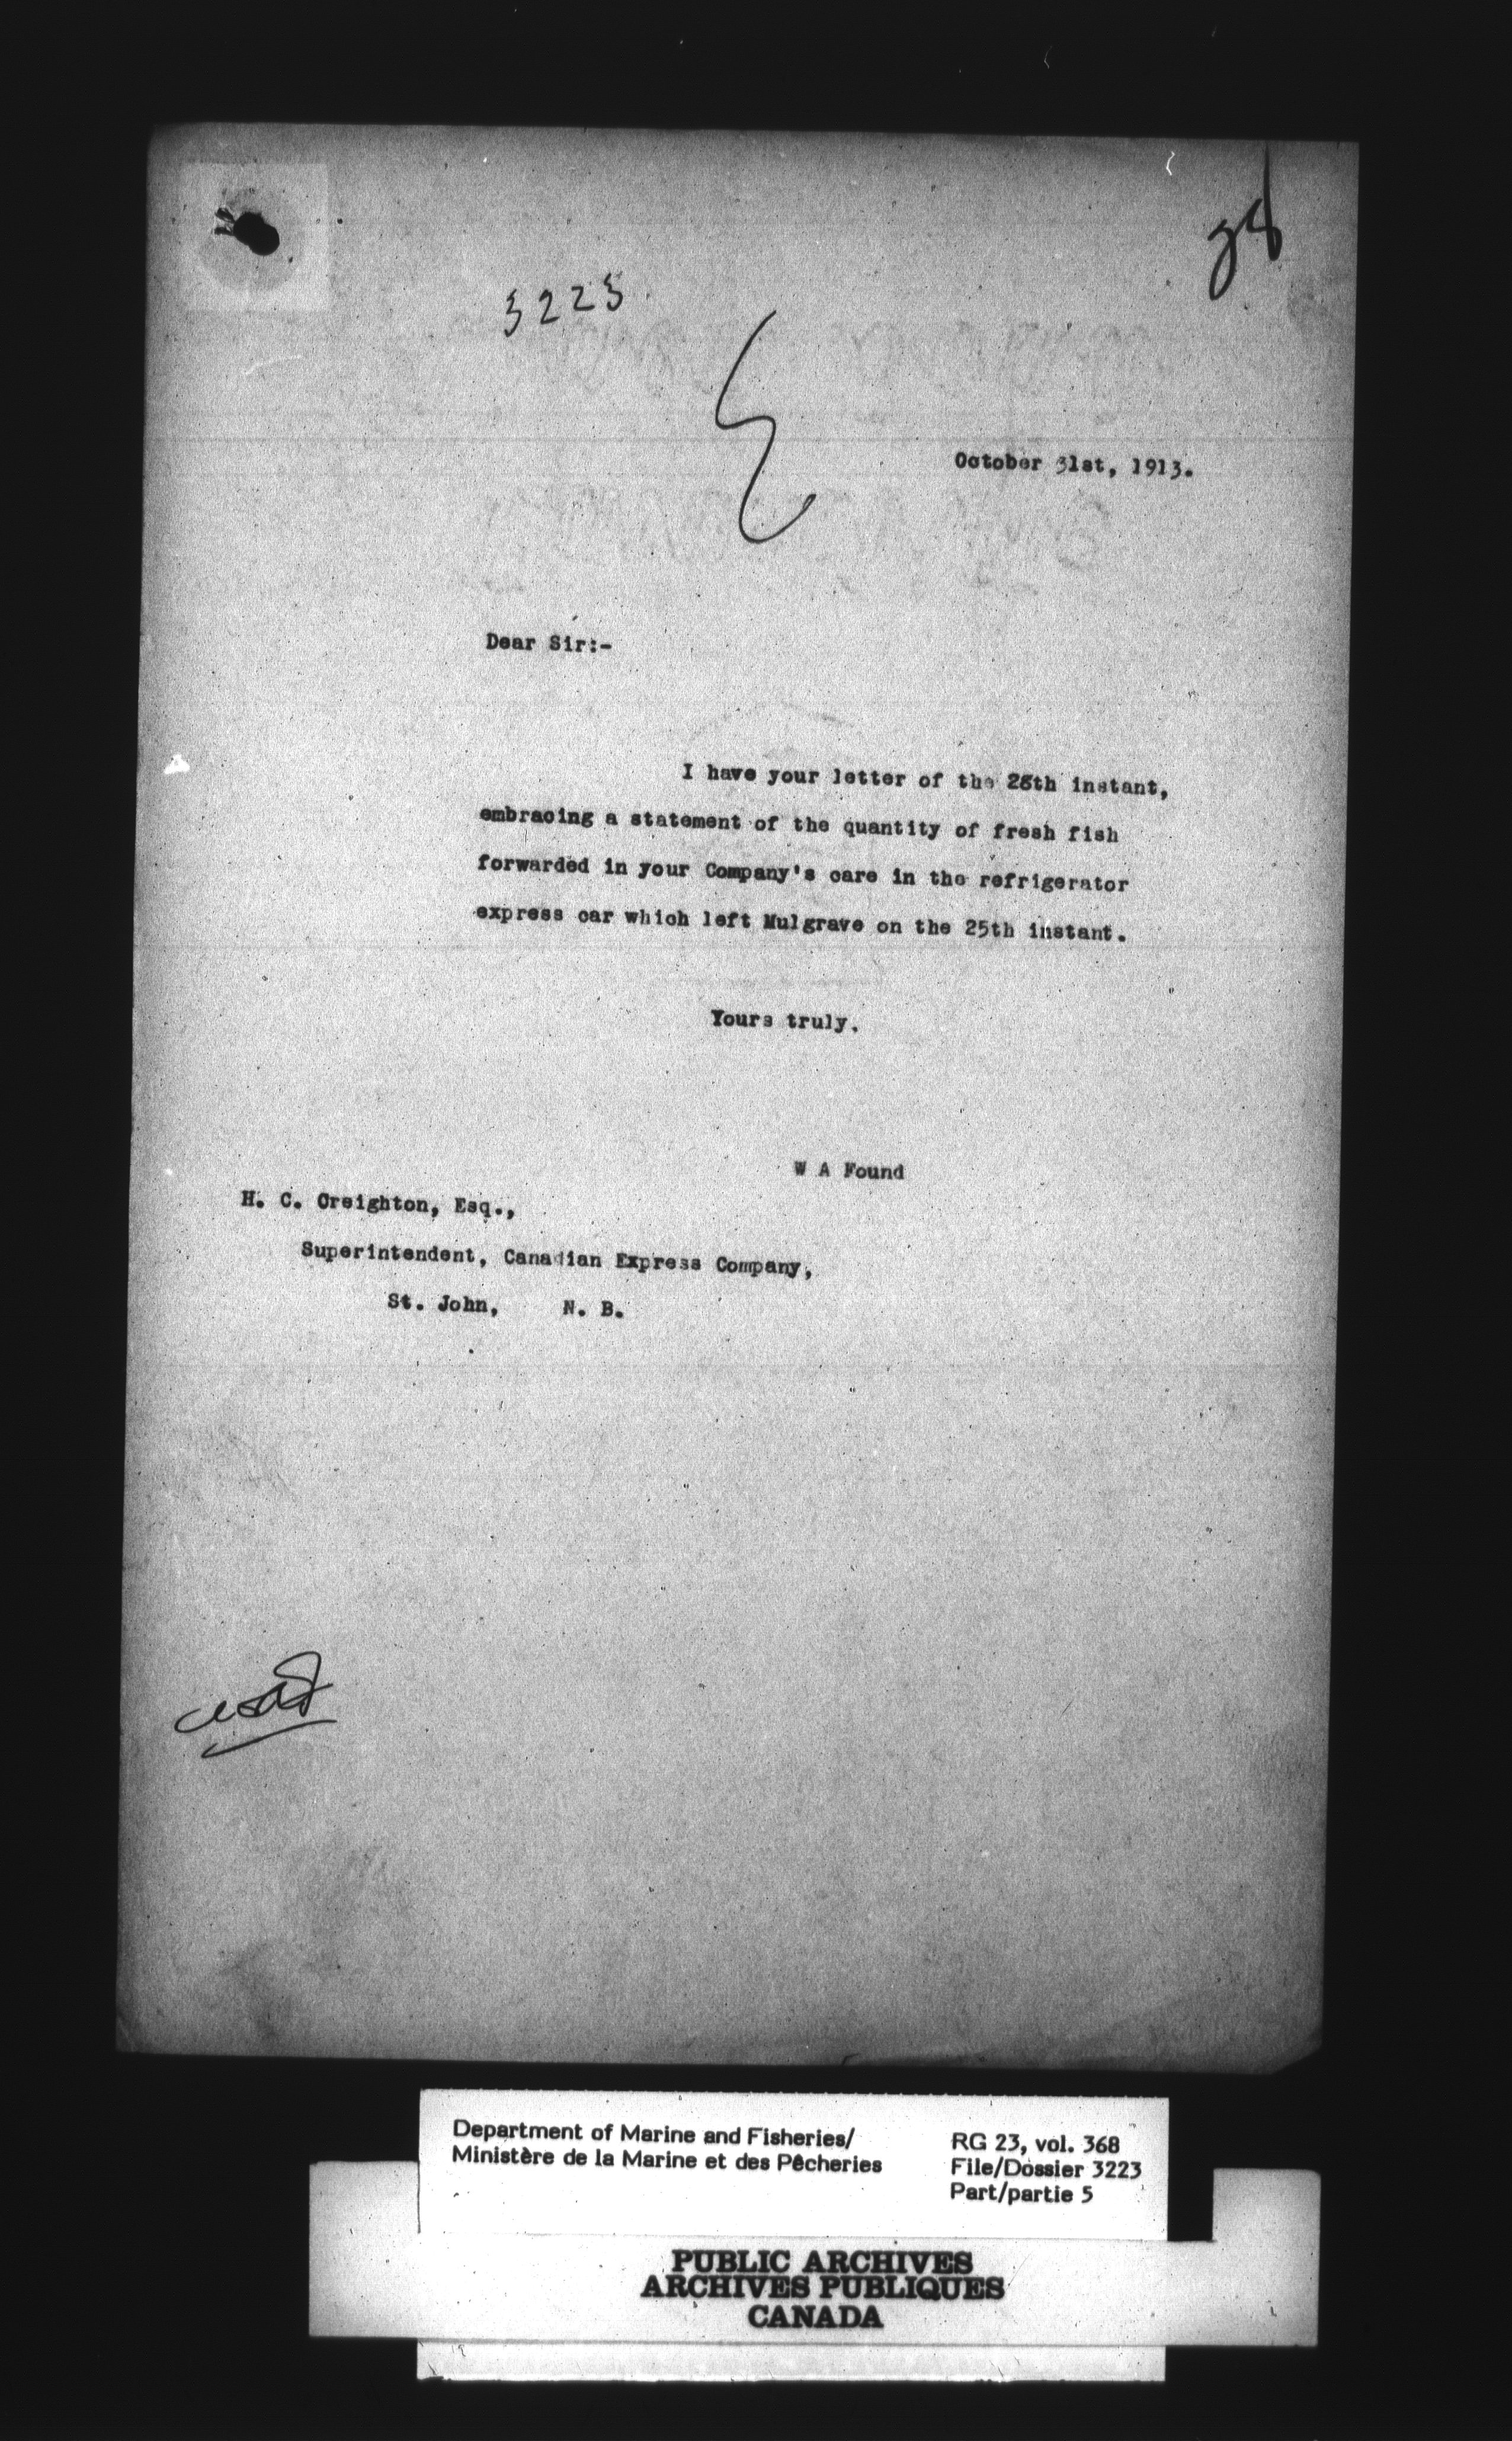 3223
October 31st, 1913.
Dear Sir:-
I have your letter of the 28th instant,
embracing a statement of the quantity of fresh fish
forwarded in your Company's care in the refrigerator
express car which left Mulgrave on the 25th instant.
Yours truly,
W A Found
H. C. Creighton, Esq.,
Superintendent, Canadian Express Company,
St. John, N. B.
Department of Marine and Fisheries/
Ministère de la Marine et des Pêcheries
RG 23, vol. 368
File/Dossier 3223
Part/partie 5
PUBLIC ARCHIVES
ARCHIVES PUBLIQUES
CANADA